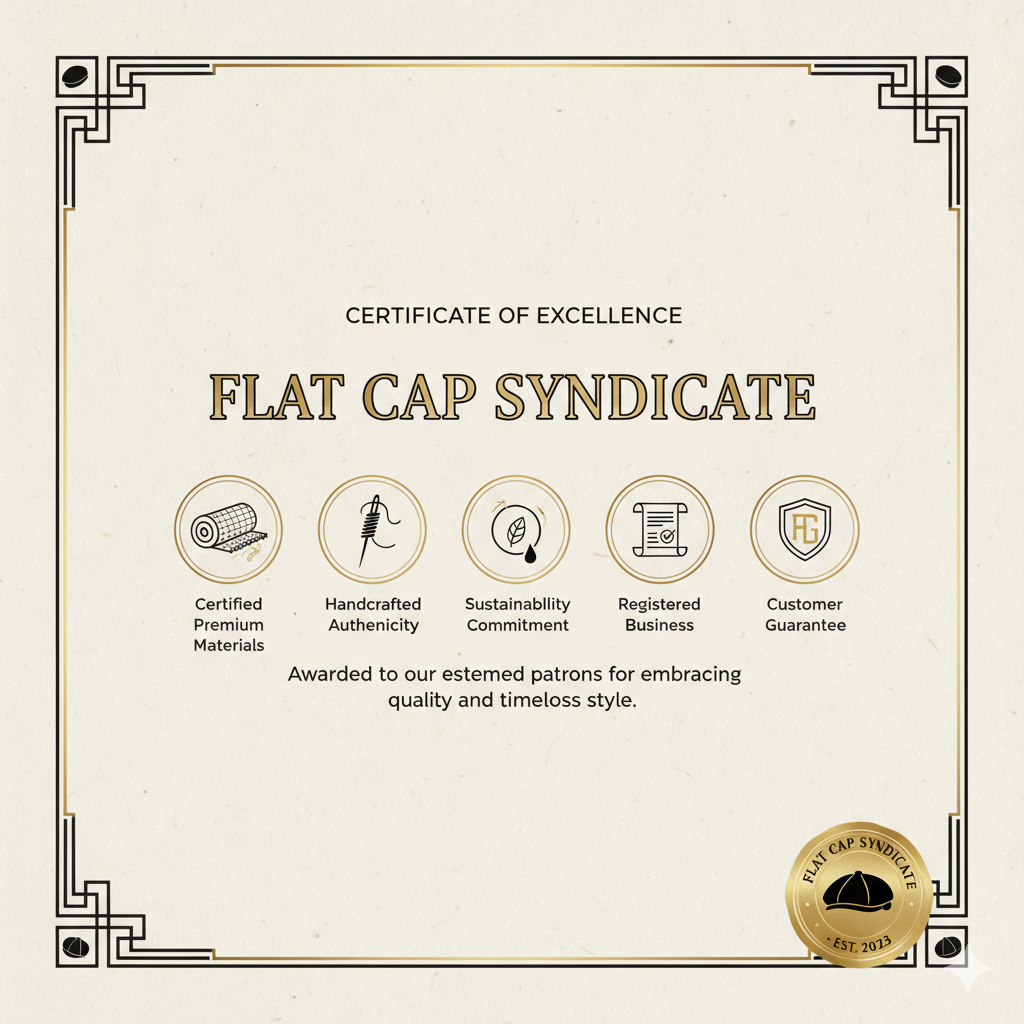 CERTIFICATE OF EXCELLENCE
FLAT CAP SYNDICATE
Certified
Premium
Materials
Handcrafted
Authenicity
Sustainabllity
Commitment
Registered
Business
Customer
Guarantee
Awarded to our estemed patrons for embracing
quality and timeloss style.
FLAT CAP SYNDICATE
- EST. 2023